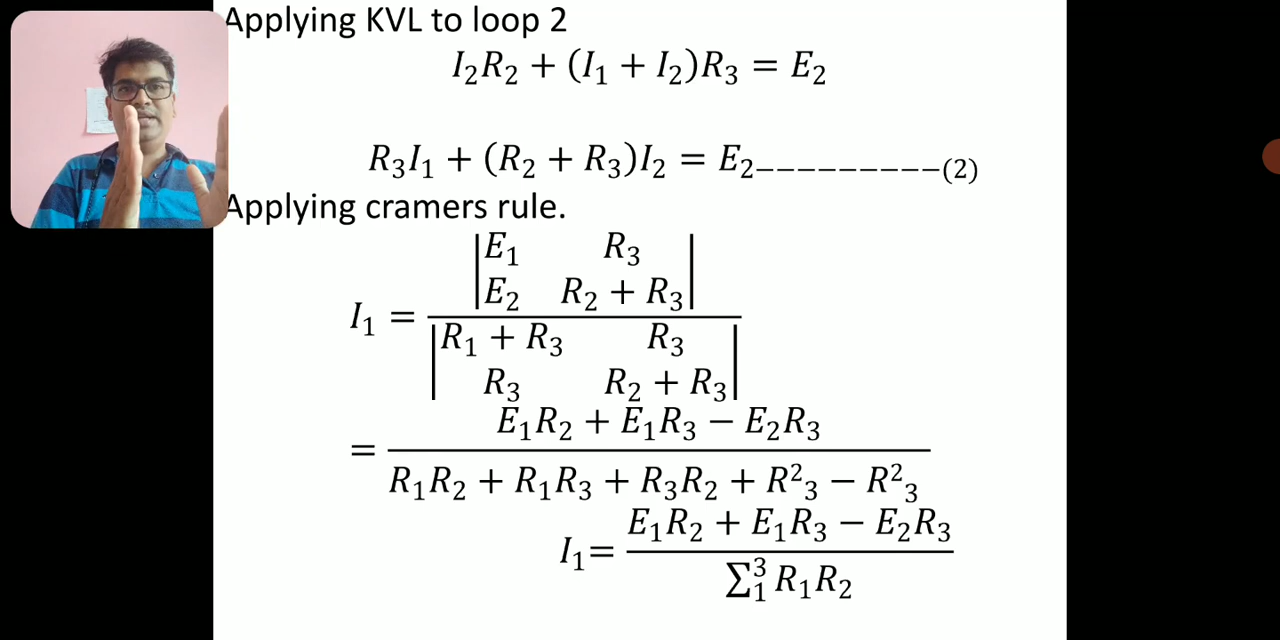 Applying KVL to loop 2
I₂R₂ + (I₁ + I₂)R₃ = E₂
R₃I₁ + (R₂ + R₃)I₂ = E₂_ _ _ _ _ _ _ _ _ (2)
Applying cramers rule.
I₁ = |E₁ R₃; E₂ R₂ + R₃| / |R₁ + R₃ R₃; R₃ R₂ + R₃|
= (E₁R₂ + E₁R₃ − E₂R₃) / (R₁R₂ + R₁R₃ + R₃R₂ + R²₃ − R²₃)
I₁= (E₁R₂ + E₁R₃ − E₂R₃) / (∑₁³ R₁R₂)